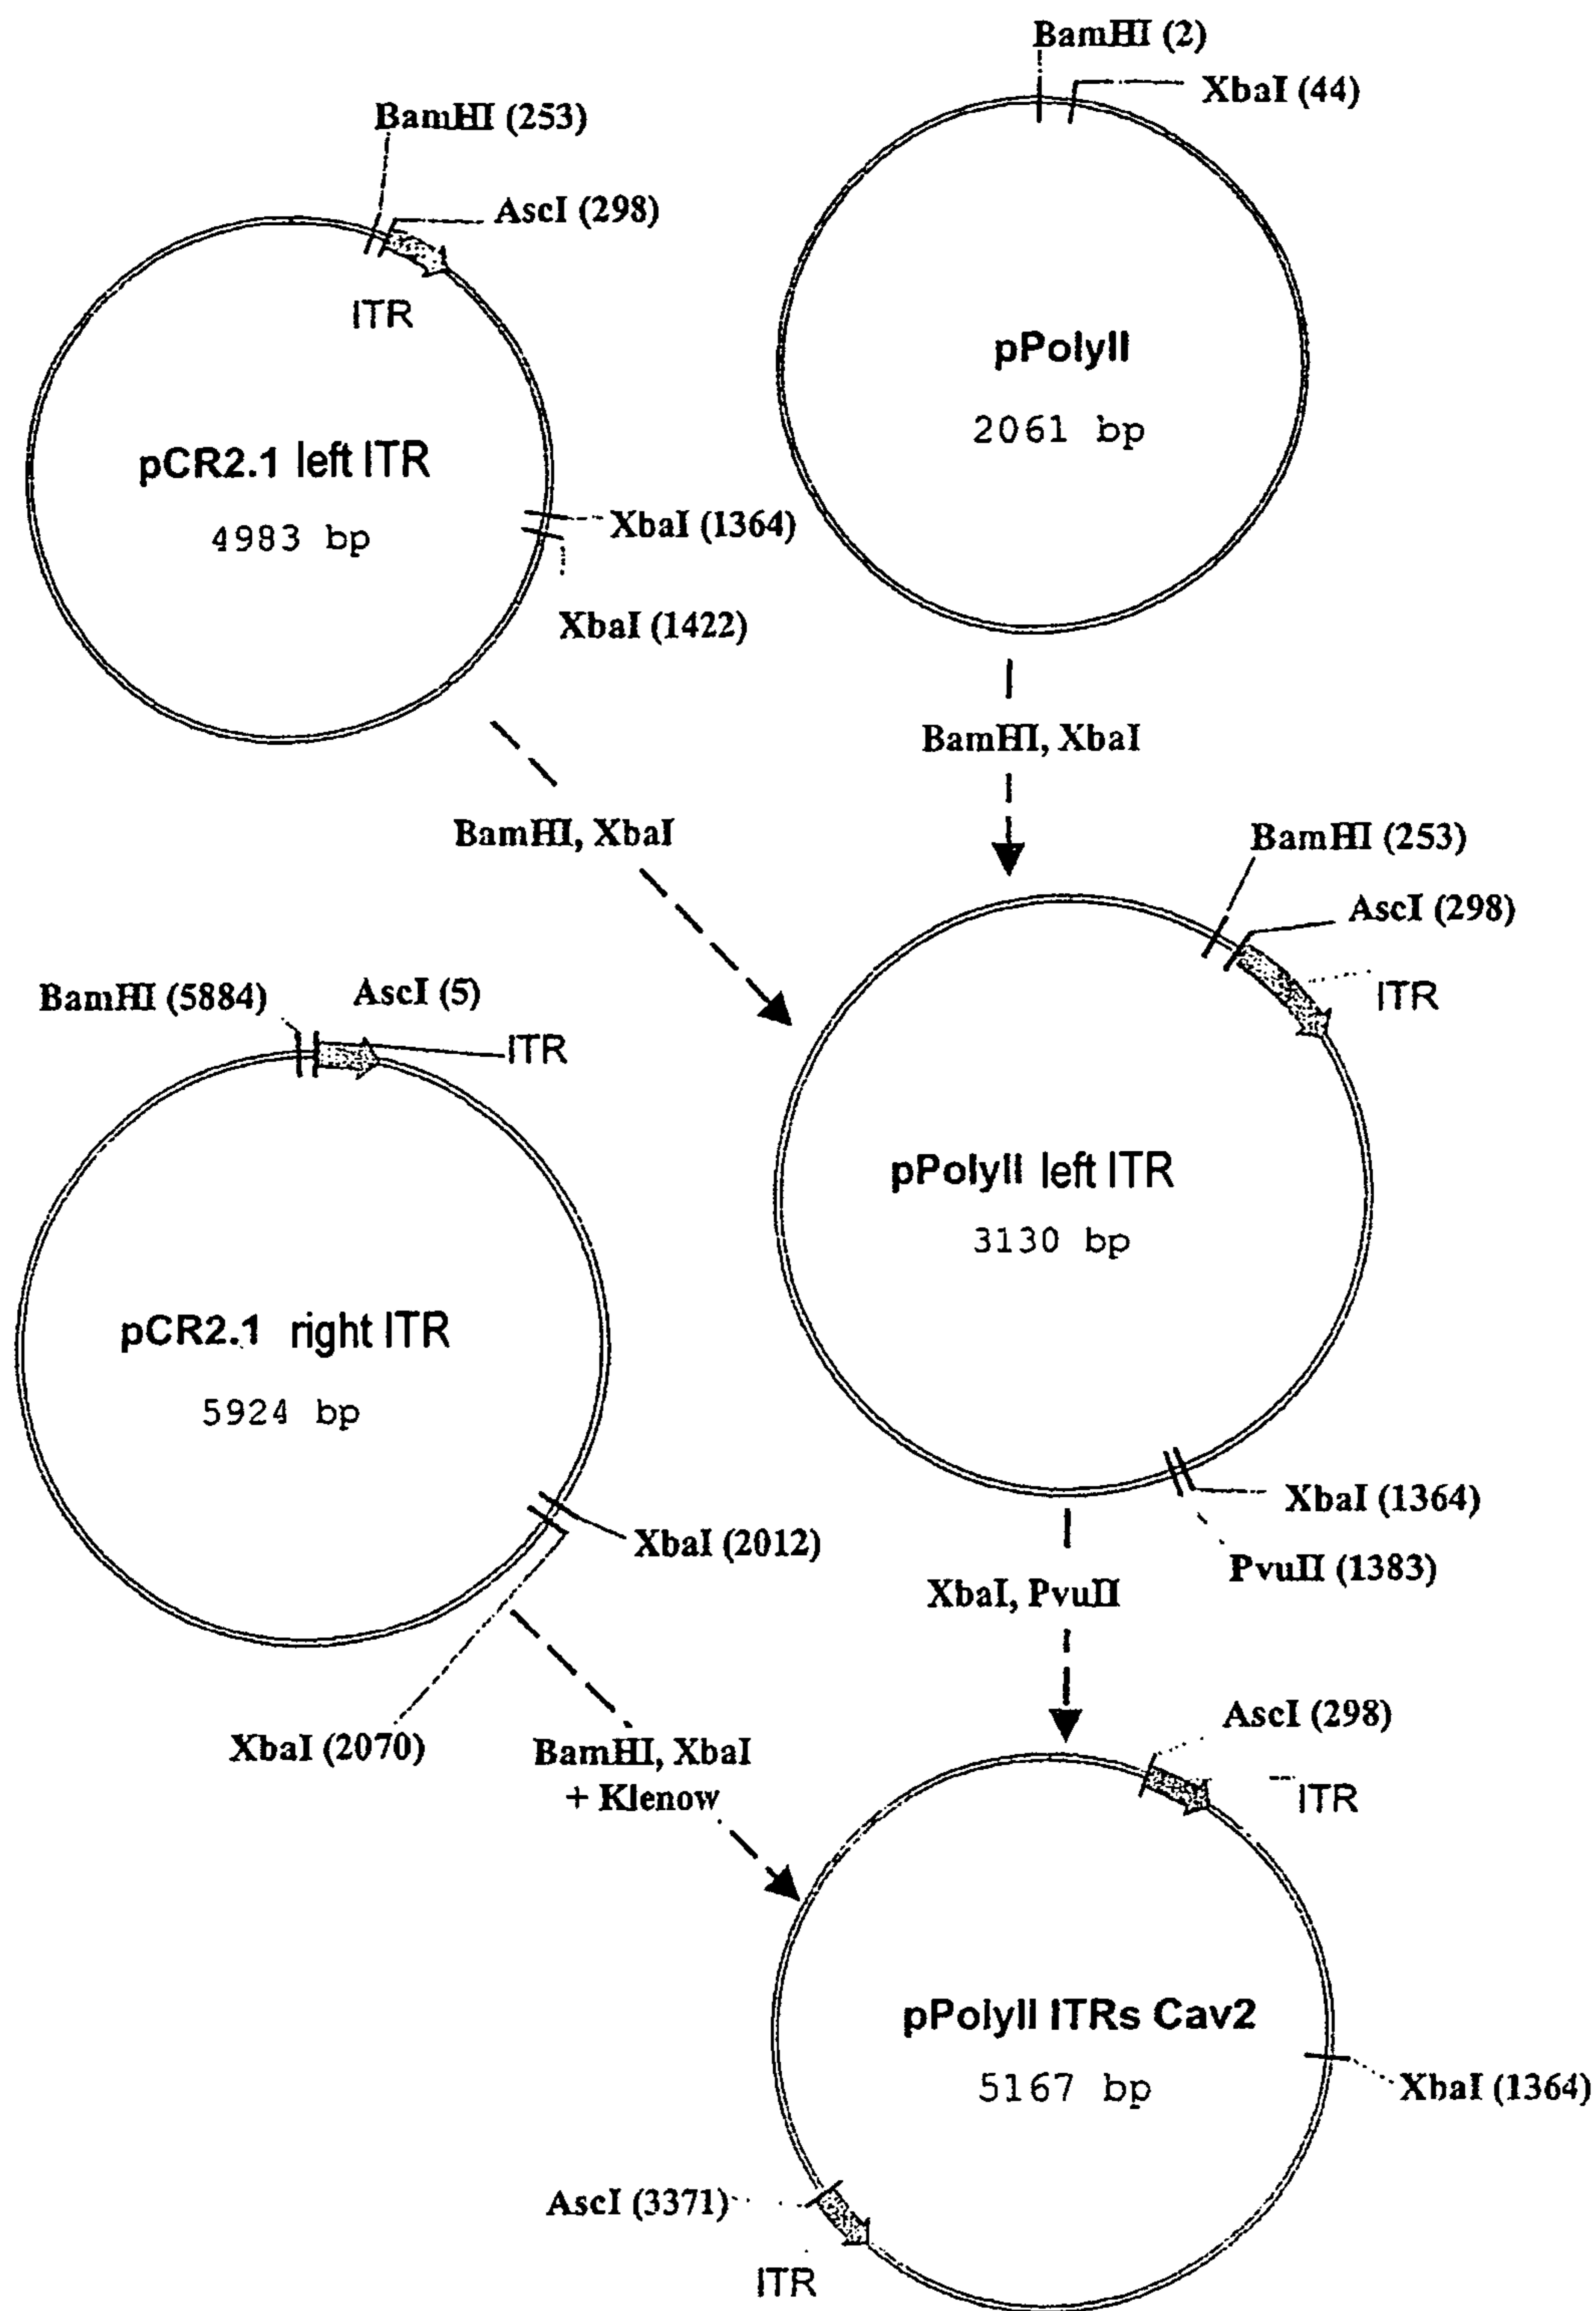 BamHI (2)
XbaI (44)
BamHI (253)
AscI (298)
ITR
pPolyII
2061 bp
pCR2.1 left ITR
4983 bp
XbaI (1364)
XbaI (1422)
BamHI, XbaI
BamHI, XbaI
BamHI (253)
AscI (298)
ITR
BamHI (5884)
AscI (5)
ITR
pPolyII left ITR
3130 bp
pCR2.1 right ITR
5924 bp
XbaI (1364)
PvuII (1383)
XbaI (2012)
XbaI (2070)
XbaI, PvuII
BamHI, XbaI
+ Klenow
AscI (298)
ITR
pPolyII ITRs Cav2
5167 bp
XbaI (1364)
AscI (3371)
ITR